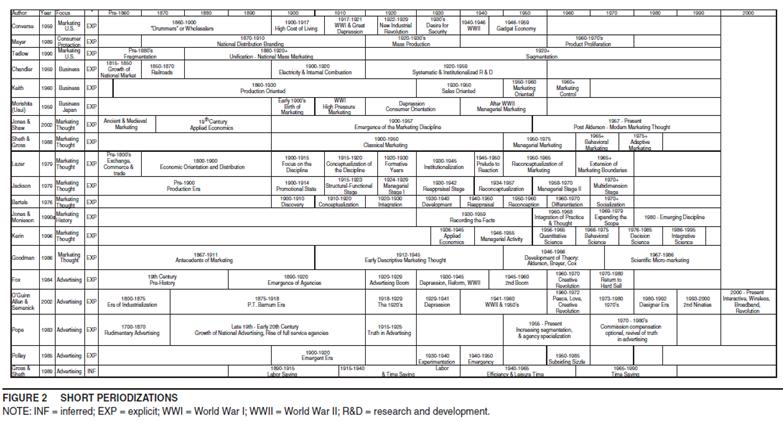 Author Year Focus * Pre-1860 1860 1870 1880 1890 1900 1910 1920 1930 1940 1950 1960 1970 1980 1990 2000
Converse 1959 Marketing U.S. EXP 1860-1900 "Drummers" or Wholesalers 1900-1917 High Cost of Living 1917-1921 WWI & Great Depression 1922-1929 New Industrial Revolution 1930's Desire for Security 1940-1946 WWII 1946-1959 Gadget Economy
Mayer 1989 Consumer Protection EXP 1870-1910 National Distribution Branding 1920-1930's Mass Production 1960-1970's Product Proliferation
Tedlow 1990 Marketing U.S. EXP Pre-1880's Fragmentation 1880-1920+ Unification - National Mass Marketing 1920+ Segmentation
Chandler 1959 Business EXP 1815-1850 Growth of National Market 1850-1870 Railroads 1900-1920 Electricity & Internal Combustion 1920-1959 Systematic & Institutionalized R & D
Keith 1960 Business EXP 1860-1930 Production Oriented 1930-1950 Sales Oriented 1950-1960 Marketing Oriented 1960+ Marketing Control
Morishita (Usui) 1959 Business Japan EXP Early 1900's Birth of Marketing WWI High Pressure Marketing Depression Consumer Orientation After WWII Managerial Marketing
Jones & Shaw 2002 Marketing Thought EXP Ancient & Medieval Marketing 19th Century Applied Economics 1900-1957 Emergence of the Marketing Discipline 1957 - Present Post Alderson - Modern Marketing Thought
Sheth & Gross 1988 Marketing Thought EXP 1900-1950 Classical Marketing 1950-1975 Managerial Marketing 1965+ Behavioral Marketing 1975+ Adaptive Marketing
Lazer 1979 Marketing Thought EXP Pre-1800's Exchange, Commerce & trade 1800-1900 Economic Orientation and Distribution 1900-1915 Focus on the Discipline 1915-1920 Conceptualization of the Discipline 1920-1930 Formative Years 1930-1945 Institutionalization 1945-1950 Prelude to Reaction 1950-1965 Reconceptualization of Marketing 1965+ Extension of Marketing Boundaries
Jackson 1979 Marketing Thought EXP Pre-1900 Production Era 1900-1914 Promotional State 1915-1923 Structural-Functional Stage 1924-1929 Managerial Stage I 1930-1942 Reappraisal Stage 1934-1957 Reconceptualization 1958-1970 Managerial Stage II 1970+ Multidimension Stage
Bartels 1976 Marketing Thought EXP 1900-1910 Discovery 1910-1920 Conceptualization 1920-1930 Integration 1930-1940 Development 1940-1950 Reappraisal 1950-1960 Reconception 1960-1970 Differentiation 1970+ Socialization
Jones & Monieson 1990a Marketing History EXP 1930-1959 Recording the Facts 1960-1968 Integration of Practice & Thought 1969-1979 Expanding the Scope 1980 - Emerging Discipline
Kerin 1996 Marketing Thought EXP 1936-1945 Applied Economics 1946-1955 Managerial Activity 1956-1965 Quantitative Science 1966-1975 Behavioral Science 1976-1985 Decision Science 1986-1995 Integrative Science
Goodman 1986 Marketing Thought EXP 1867-1911 Antecedents of Marketing 1912-1945 Early Descriptive Marketing Thought 1946-1966 Development of Theory: Alderson, Breyer, Cox 1967-1986 Scientific Micro-marketing
Fox 1984 Advertising EXP 19th Century Pre-History 1890-1920 Emergence of Agencies 1920-1929 Advertising Boom 1930-1945 Depression, Reform, WWII 1945-1960 2nd Boom 1960-1970 Creative Revolution 1970-1980 Return to Hard Sell
O'Guinn Allen & Semenick 2002 Advertising EXP 1800-1875 Era of Industrialization 1875-1918 P.T. Barnum Era 1918-1929 The 1920's 1929-1941 Depression 1941-1960 WWII & 1950's 1960-1972 Peace, Love, Creative Revolution 1973-1980 1970's 1980-1992 Designer Era 1993-2000 2nd Nineties 2000 - Present Interactive, Wireless, Broadband, Revolution
Pope 1983 Advertising EXP 1700-1870 Rudimentary Advertising Late 19th - Early 20th Century Growth of National Advertising, Rise of full service agencies 1915-1925 Truth in Advertising 1955 - Present Increasing segmentation, & agency specialization 1970 - 1980's Commission compensation optional, revival of truth in advertising
Pollay 1985 Advertising EXP 1900-1920 Emergent Era 1930-1940 Experimentation 1940-1950 Emergency 1950-1985 Subsiding Sizzle
Gross & Sheth 1989 Advertising INF 1890-1915 Labor Saving 1915-1940 Labor & Time Saving 1940-1965 Efficiency & Leisure Time 1965-1990 Time Saving
FIGURE 2 SHORT PERIODIZATIONS
NOTE: INF = inferred; EXP = explicit; WWI = World War I; WWII = World War II; R&D = research and development.